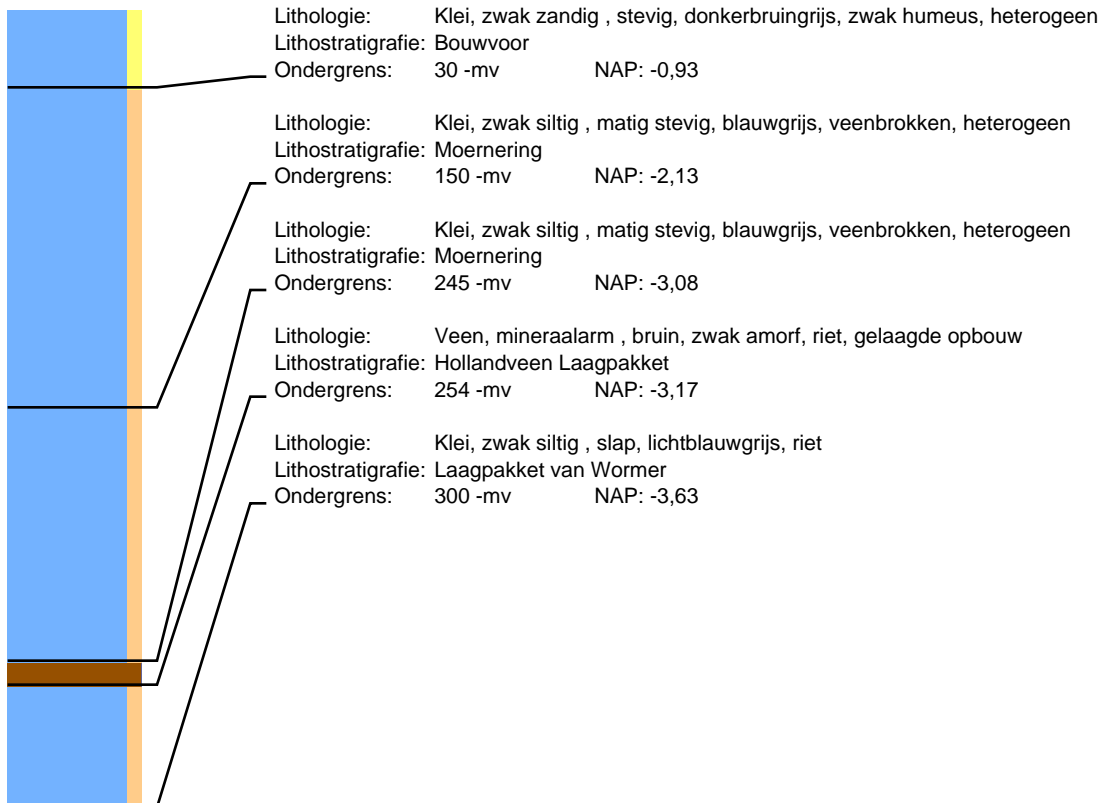 Lithologie: Klei, zwak zandig , stevig, donkerbruingrijs, zwak humeus, heterogeen
Lithostratigrafie: Bouwvoor
Ondergrens: 30 -mv NAP: -0,93
Lithologie: Klei, zwak siltig , matig stevig, blauwgrijs, veenbrokken, heterogeen
Lithostratigrafie: Moernering
Ondergrens: 150 -mv NAP: -2,13
Lithologie: Klei, zwak siltig , matig stevig, blauwgrijs, veenbrokken, heterogeen
Lithostratigrafie: Moernering
Ondergrens: 245 -mv NAP: -3,08
Lithologie: Veen, mineraalarm , bruin, zwak amorf, riet, gelaagde opbouw
Lithostratigrafie: Hollandveen Laagpakket
Ondergrens: 254 -mv NAP: -3,17
Lithologie: Klei, zwak siltig , slap, lichtblauwgrijs, riet
Lithostratigrafie: Laagpakket van Wormer
Ondergrens: 300 -mv NAP: -3,63